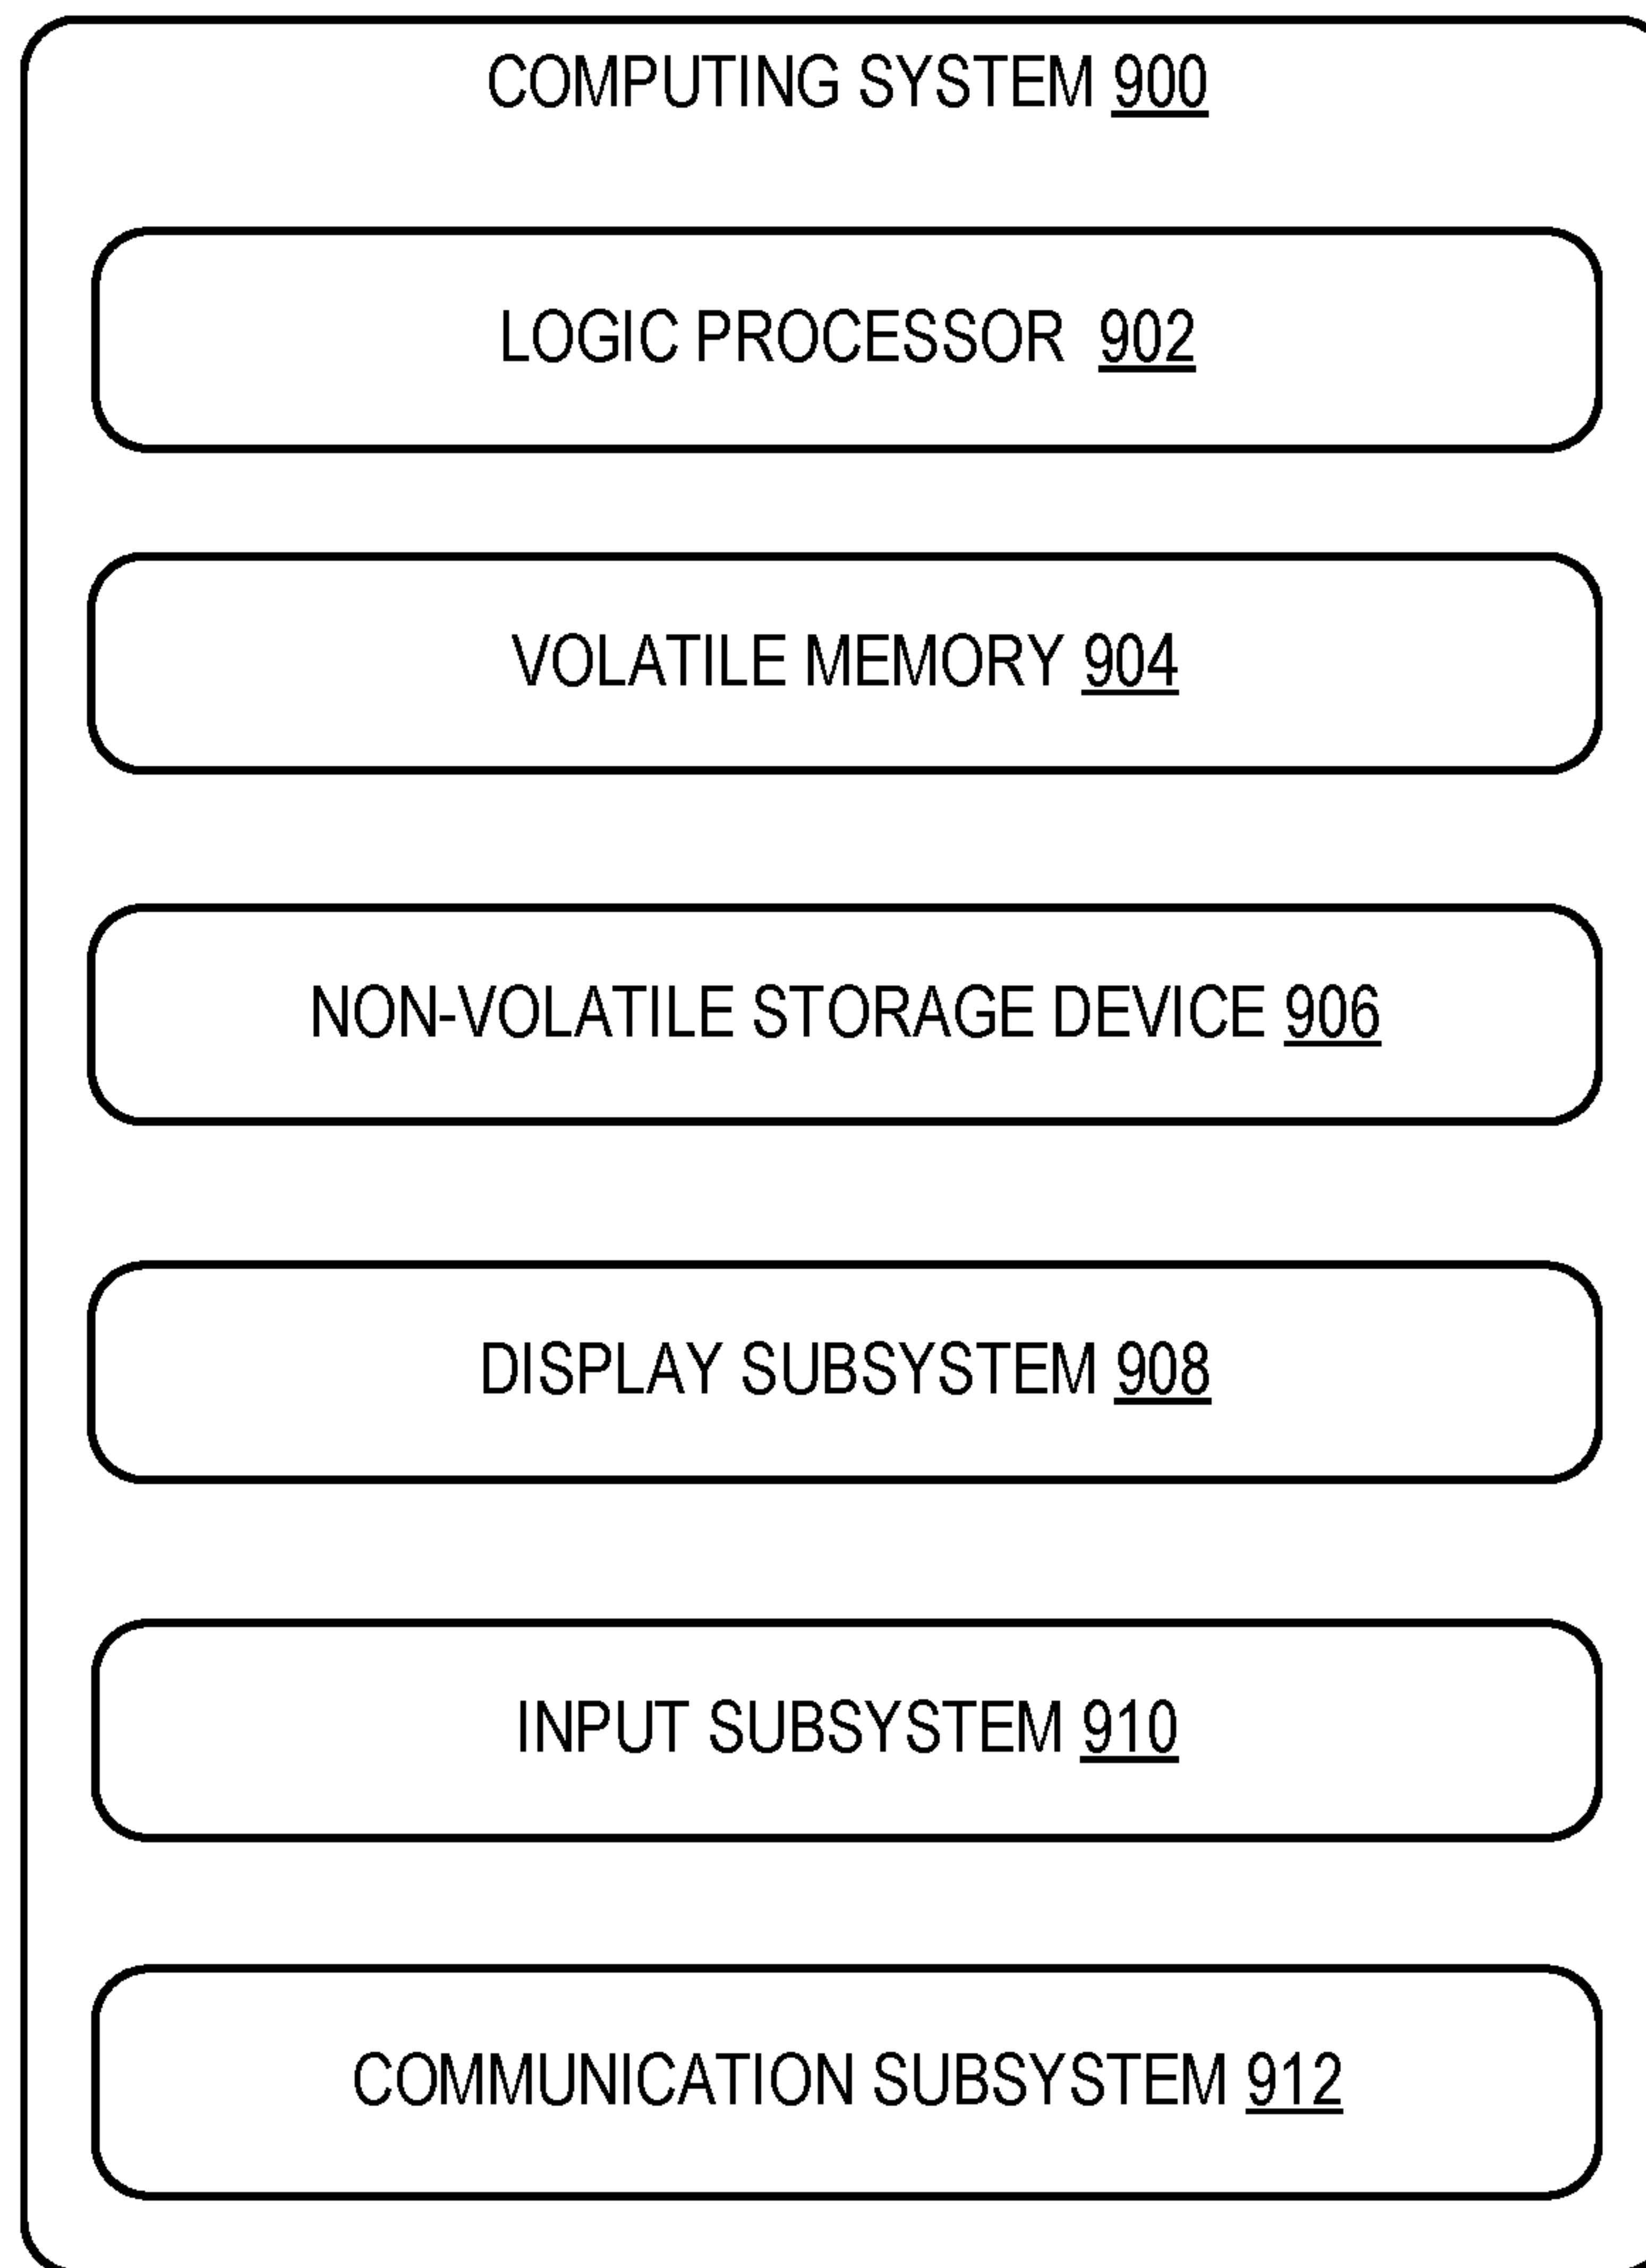 COMPUTING SYSTEM 900
LOGIC PROCESSOR 902
VOLATILE MEMORY 904
NON-VOLATILE STORAGE DEVICE 906
DISPLAY SUBSYSTEM 908
INPUT SUBSYSTEM 910
COMMUNICATION SUBSYSTEM 912